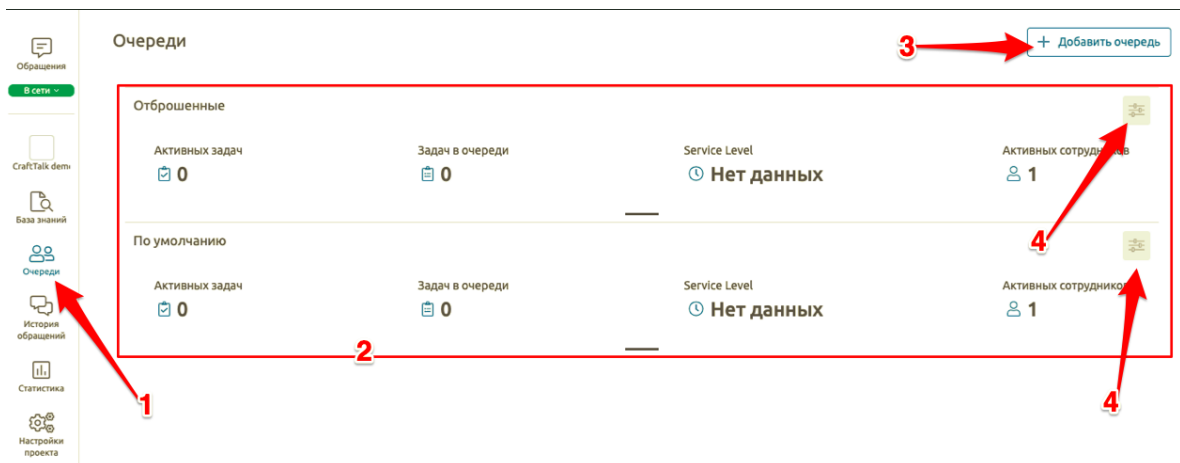 Обращения
В сети
CraftTalk dem
База знаний
Очереди
История
обращений
Статистика
Настройки
проекта
Очереди
3
+ Добавить очередь
Отброшенные
Активных задач
0
Задач в очереди
0
Service Level
Нет данных
Активных сотрудников
1
4
По умолчанию
4
Активных задач
0
Задач в очереди
0
Service Level
Нет данных
Активных сотрудников
1
2
1
4